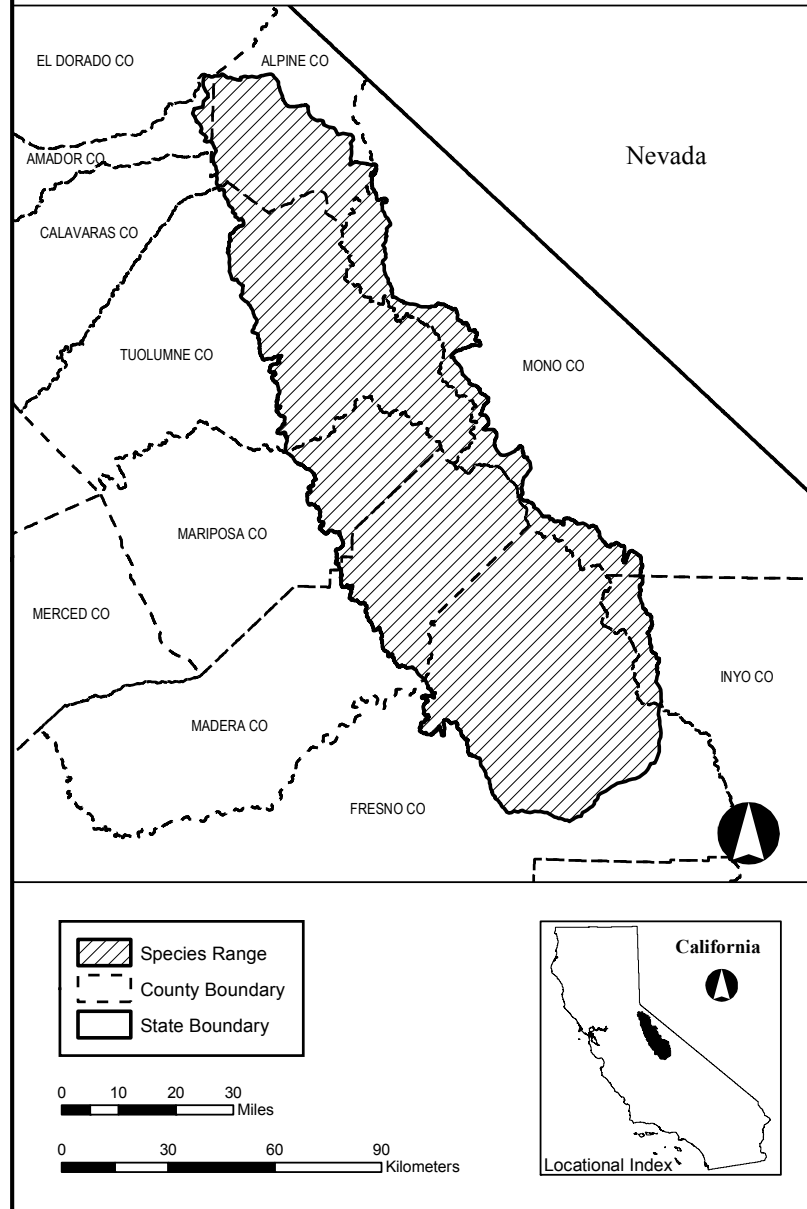 EL DORADO CO
ALPINE CO
Nevada
AMADOR CO
CALAVARAS CO
TUOLUMNE CO
MONO CO
MARIPOSA CO
MERCED CO
INYO CO
MADERA CO
FRESNO CO
Species Range
County Boundary
State Boundary
0 10 20 30
Miles
0 30 60 90
Kilometers
California
Locational Index